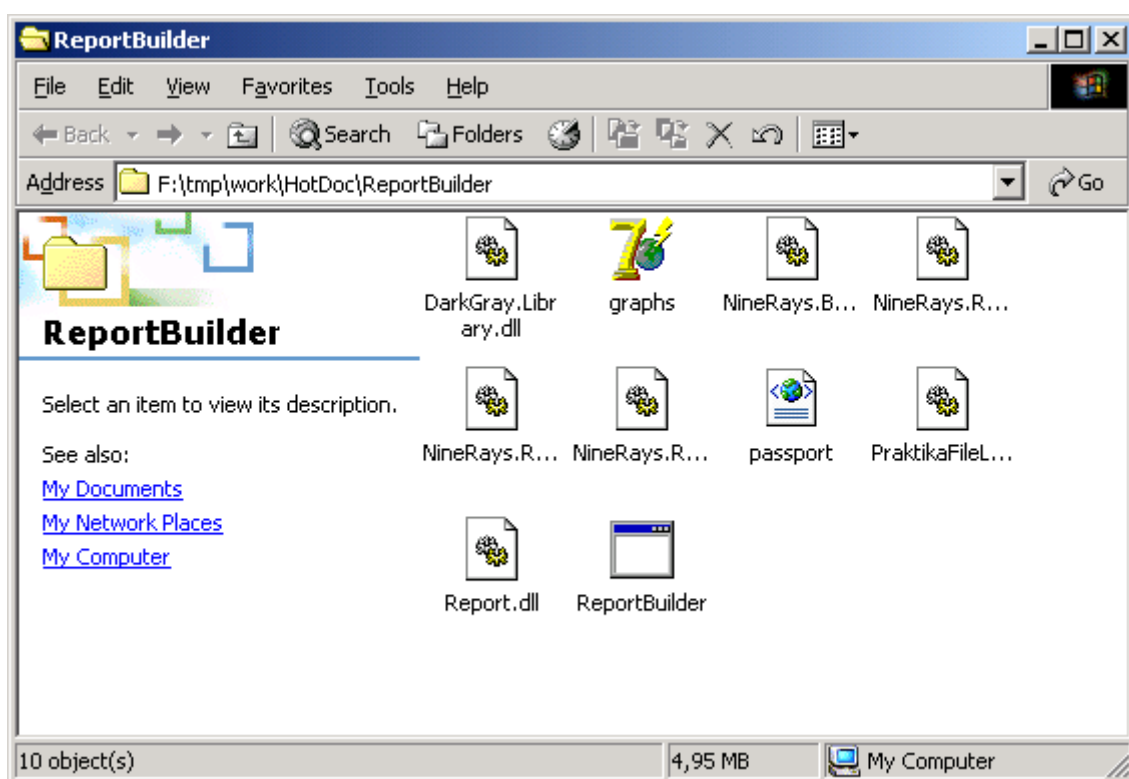 ReportBuilder
File Edit View Favorites Tools Help
Back Search Folders
Address F:\tmp\work\HotDoc\ReportBuilder Go
ReportBuilder
Select an item to view its description.
See also:
My Documents
My Network Places
My Computer
DarkGray.Libr
ary.dll
graphs
NineRays.B...
NineRays.R...
NineRays.R...
NineRays.R...
passport
PraktikaFileL...
Report.dll
ReportBuilder
10 object(s) 4,95 MB My Computer